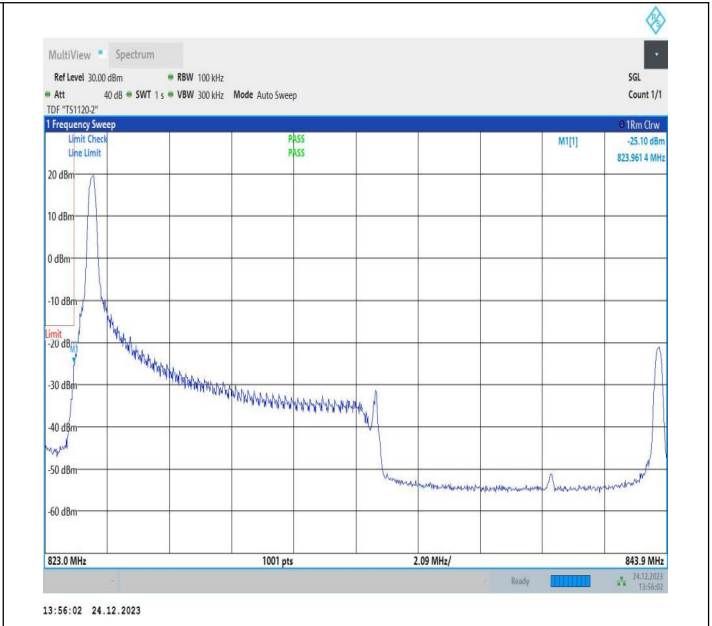 R S
MultiView Spectrum
Ref Level 30.00 dBm RBW 100 kHz SGL
Att 40 dB SWT 1 s VBW 300 kHz Mode Auto Sweep Count 1/1
TDF "TS1120-2"
1 Frequency Sweep 1Rm Clrw
Limit Check PASS M1[1] -25.10 dBm
Line Limit PASS 823.961 4 MHz
20 dBm
10 dBm
0 dBm
-10 dBm
Limit
-20 dBm
M1
-30 dBm
-40 dBm
-50 dBm
-60 dBm
823.0 MHz 1001 pts 2.09 MHz/ 843.9 MHz
Ready 24.12.2023
13:56:02
13:56:02 24.12.2023